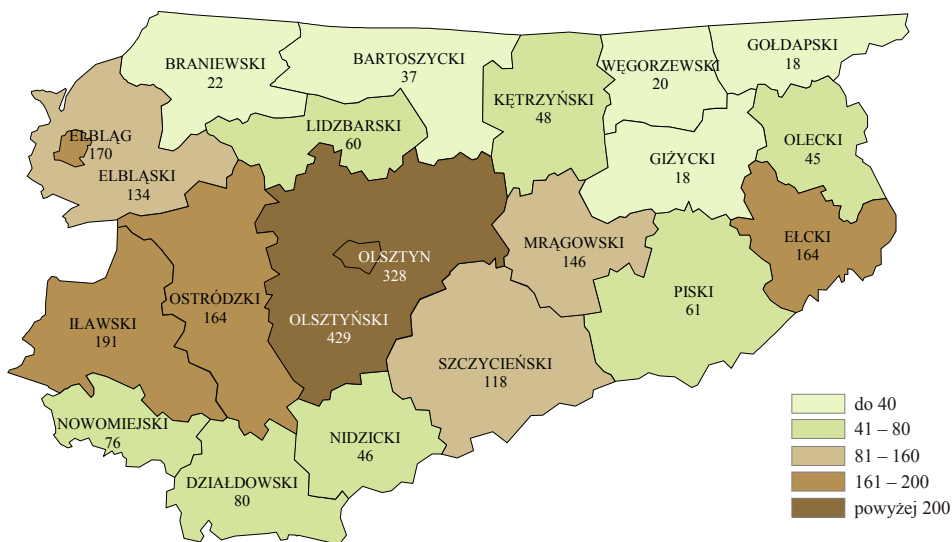 BRANIEWSKI
22
BARTOSZYCKI
37
KĘTRZYŃSKI
48
WĘGORZEWSKI
20
GOŁDAPSKI
18
ELBLĄG
170
ELBLĄSKI
134
LIDZBARSKI
60
GIŻYCKI
18
OLECKI
45
EŁCKI
164
MRĄGOWSKI
146
OLSZTYN
328
OLSZTYŃSKI
429
OSTRÓDZKI
164
IŁAWSKI
191
PISKI
61
SZCZYCIEŃSKI
118
NOWOMIEJSKI
76
NIDZICKI
46
DZIAŁDOWSKI
80
do 40
41 – 80
81 – 160
161 – 200
powyżej 200